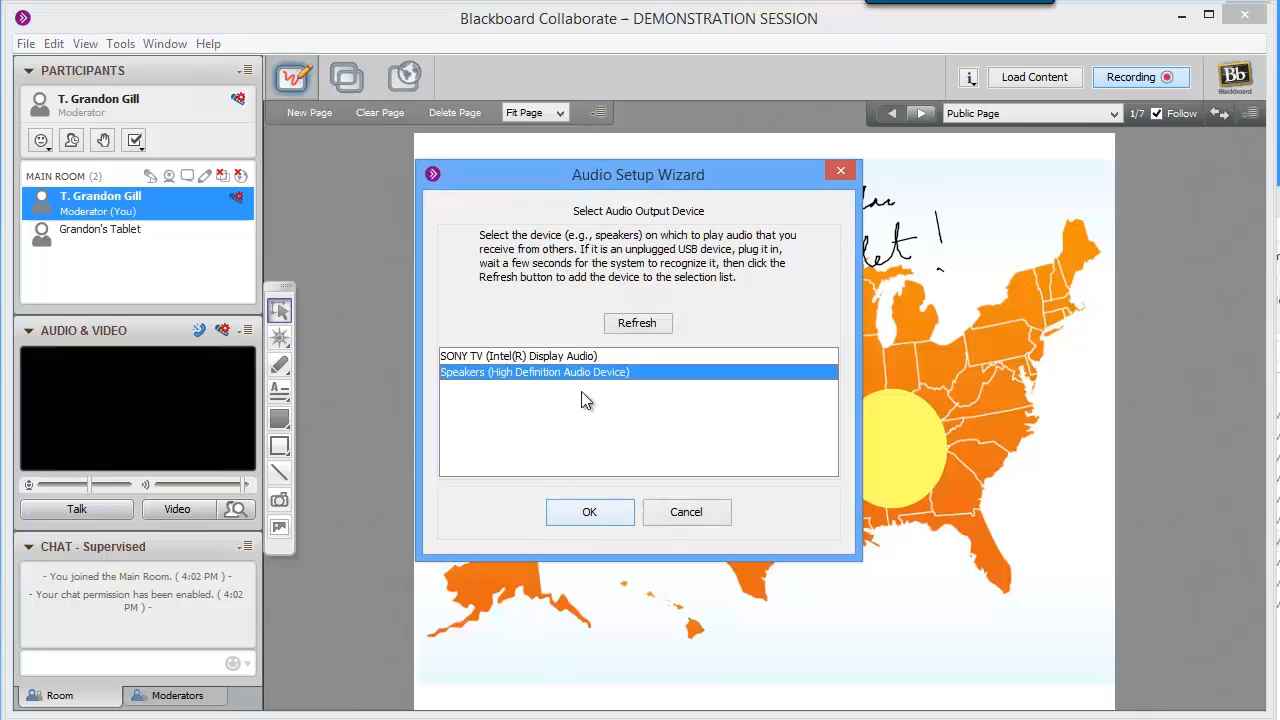 Blackboard Collaborate – DEMONSTRATION SESSION
File Edit View Tools Window Help
PARTICIPANTS
T. Grandon Gill
Moderator
MAIN ROOM (2)
T. Grandon Gill
Moderator (You)
Grandon's Tablet
AUDIO & VIDEO
Talk Video
CHAT - Supervised
- You joined the Main Room. ( 4:02 PM ) -
- Your chat permission has been enabled. ( 4:02
PM ) -
Room Moderators
Load Content Recording
Bb
Blackboard
New Page Clear Page Delete Page Fit Page
Public Page 1/7 Follow
Audio Setup Wizard
Select Audio Output Device
Select the device (e.g., speakers) on which to play audio that you
receive from others. If it is an unplugged USB device, plug it in,
wait a few seconds for the system to recognize it, then click the
Refresh button to add the device to the selection list.
Refresh
SONY TV (Intel(R) Display Audio)
Speakers (High Definition Audio Device)
OK Cancel